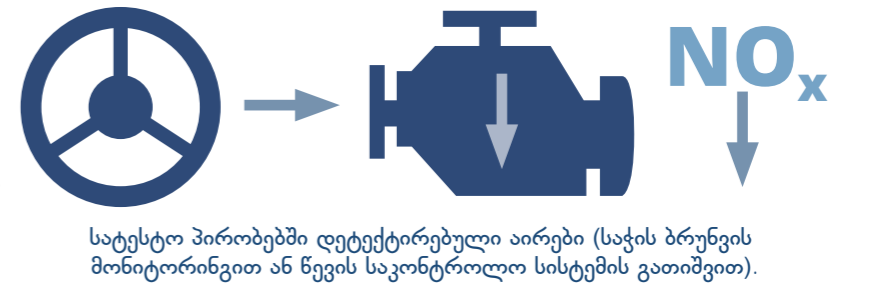 NOx
სატესტო პირობებში დეტექტირებული აირები (საჭის ბრუნვის
მონიტორინგით ან წევის საკონტროლო სისტემის გათიშვით).